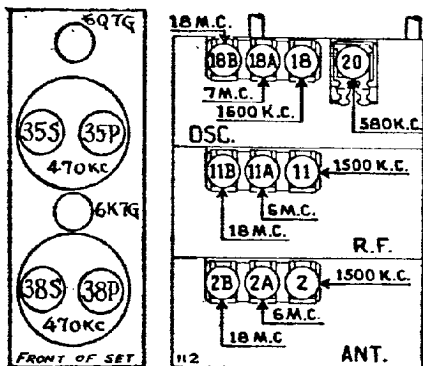 6Q7G
35S 35P
470KC
6K7G
38S 38P
470KC
FRONT OF SET
18 M.C.
18B 18A 18 20
7 M.C.
1600 K.C.
580 K.C.
OSC.
11B 11A 11
1500 K.C.
6 M.C.
18 M.C.
R.F.
2B 2A 2
1500 K.C.
6 M.C.
18 M.C
112
ANT.